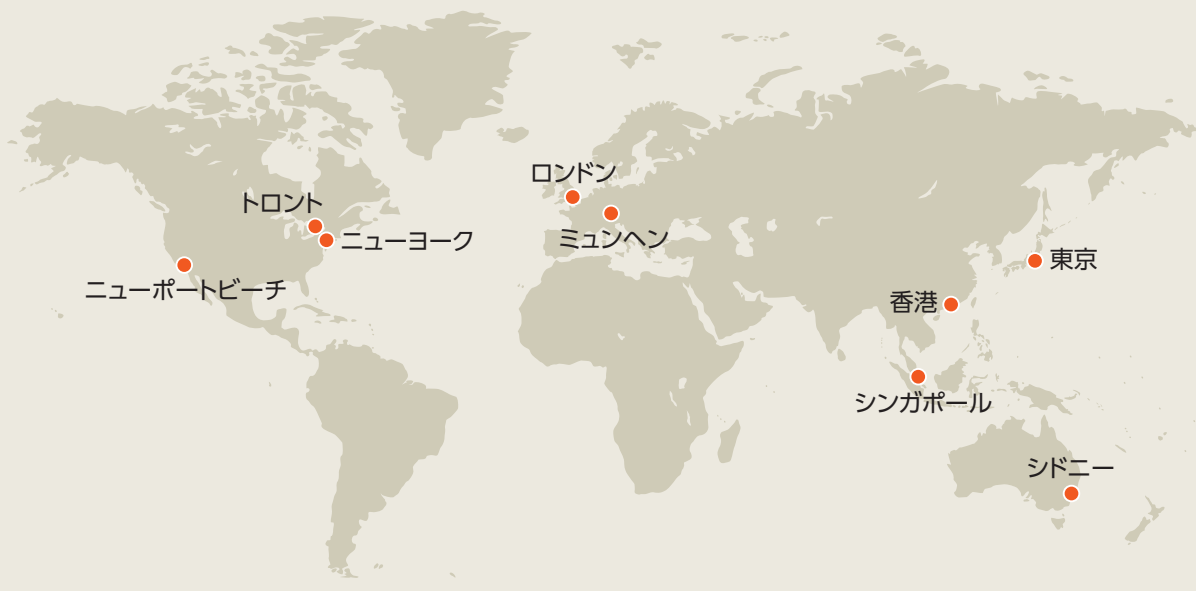 ロンドン
トロント
ニューヨーク
ミュンヘン
東京
ニューポートビーチ
香港
シンガポール
シドニー